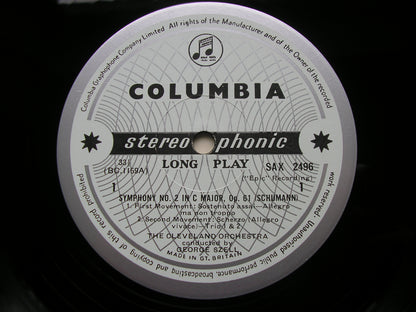 Columbia Graphophone Company Limited. All rights of the Manufacturer and of the Owner of the recorded work reserved. Unauthorised public performance, broadcasting and copying of this record prohibited.
COLUMBIA
stereo phonic
33⅓ LONG PLAY SAX 2496
(BC.1159A) ("Epic" Recording)
1 1
SYMPHONY NO. 2 IN C MAJOR, Op. 61 (SCHUMANN)
1. First Movement: Sostenuto assai—Allegro
ma non troppo
2. Second Movement: Scherzo (Allegro
vivace)—Trio 1 & 2
THE CLEVELAND ORCHESTRA
conducted by
GEORGE SZELL
MADE IN GT. BRITAIN